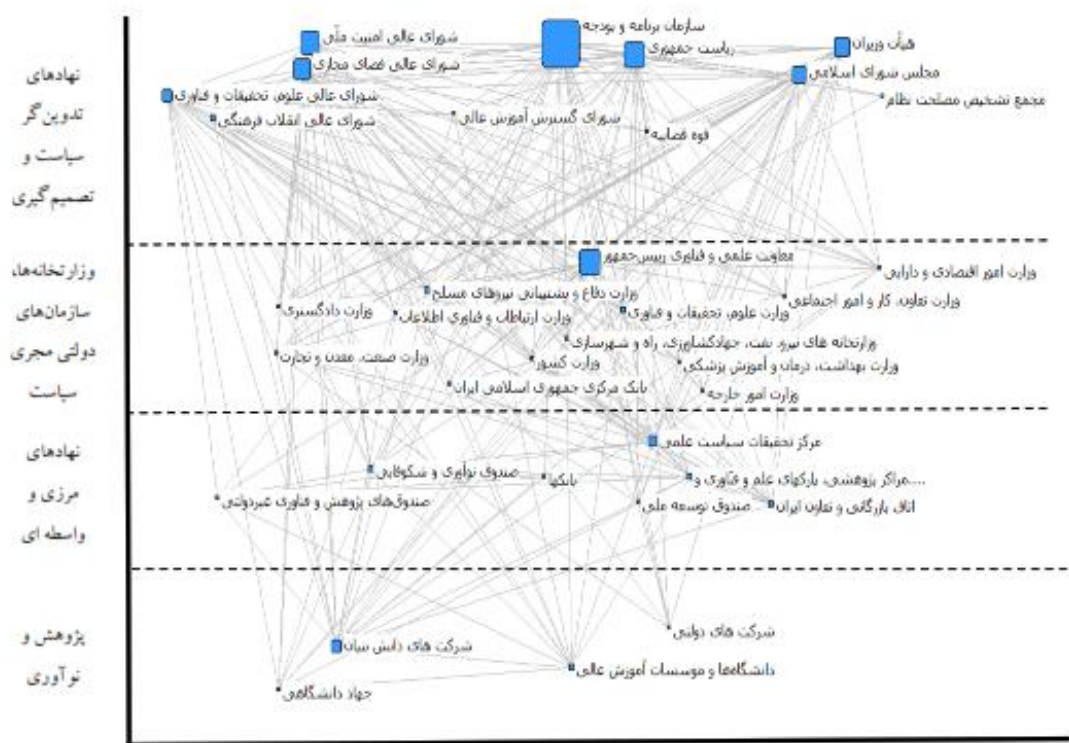 نهادهای
تدوین گر
سیاست و
تصمیم گیری
سازمان برنامه و بودجه
شورای عالی امنیت ملّی
ریاست جمهوری
هیأت وزیران
شورای عالی فضای مجازی
مجلس شورای اسلامی
شورای عالی علوم، تحقیقات و فناوری
مجمع تشخیص مصلحت نظام
شورای عالی انقلاب فرهنگی
شورای گسترش آموزش عالی
قوه قضاییه
وزارتخانه‌ها،
سازمان‌های
دولتی مجری
سیاست
معاونت علمی و فناوری رییس‌جمهور
وزارت امور اقتصادی و دارایی
وزارت دفاع و پشتیبانی نیروهای مسلح
وزارت تعاون، کار و امور اجتماعی
وزارت دادگستری
وزارت ارتباطات و فناوری اطلاعات
وزارت علوم، تحقیقات و فناوری
وزارتخانه های نیرو، نفت، جهادکشاورزی، راه و شهرسازی
وزارت صنعت، معدن و تجارت
وزارت کشور
وزارت بهداشت، درمان و آموزش پزشکی
بانک مرکزی جمهوری اسلامی ایران
وزارت امور خارجه
نهادهای
مرزی و
واسطه ای
مرکز تحقیقات سیاست علمی
صندوق نوآوری و شکوفایی
بانکها
مراکز پژوهشی، پارکهای علم و فنآوری و....
صندوق‌های پژوهش و فناوری غیردولتی
صندوق توسعه ملی
اتاق بازرگانی و تعاون ایران
پژوهش و
نوآوری
شرکت های دولتی
شرکت های دانش بنیان
دانشگاه‌ها و موسسات آموزش عالی
جهاد دانشگاهی